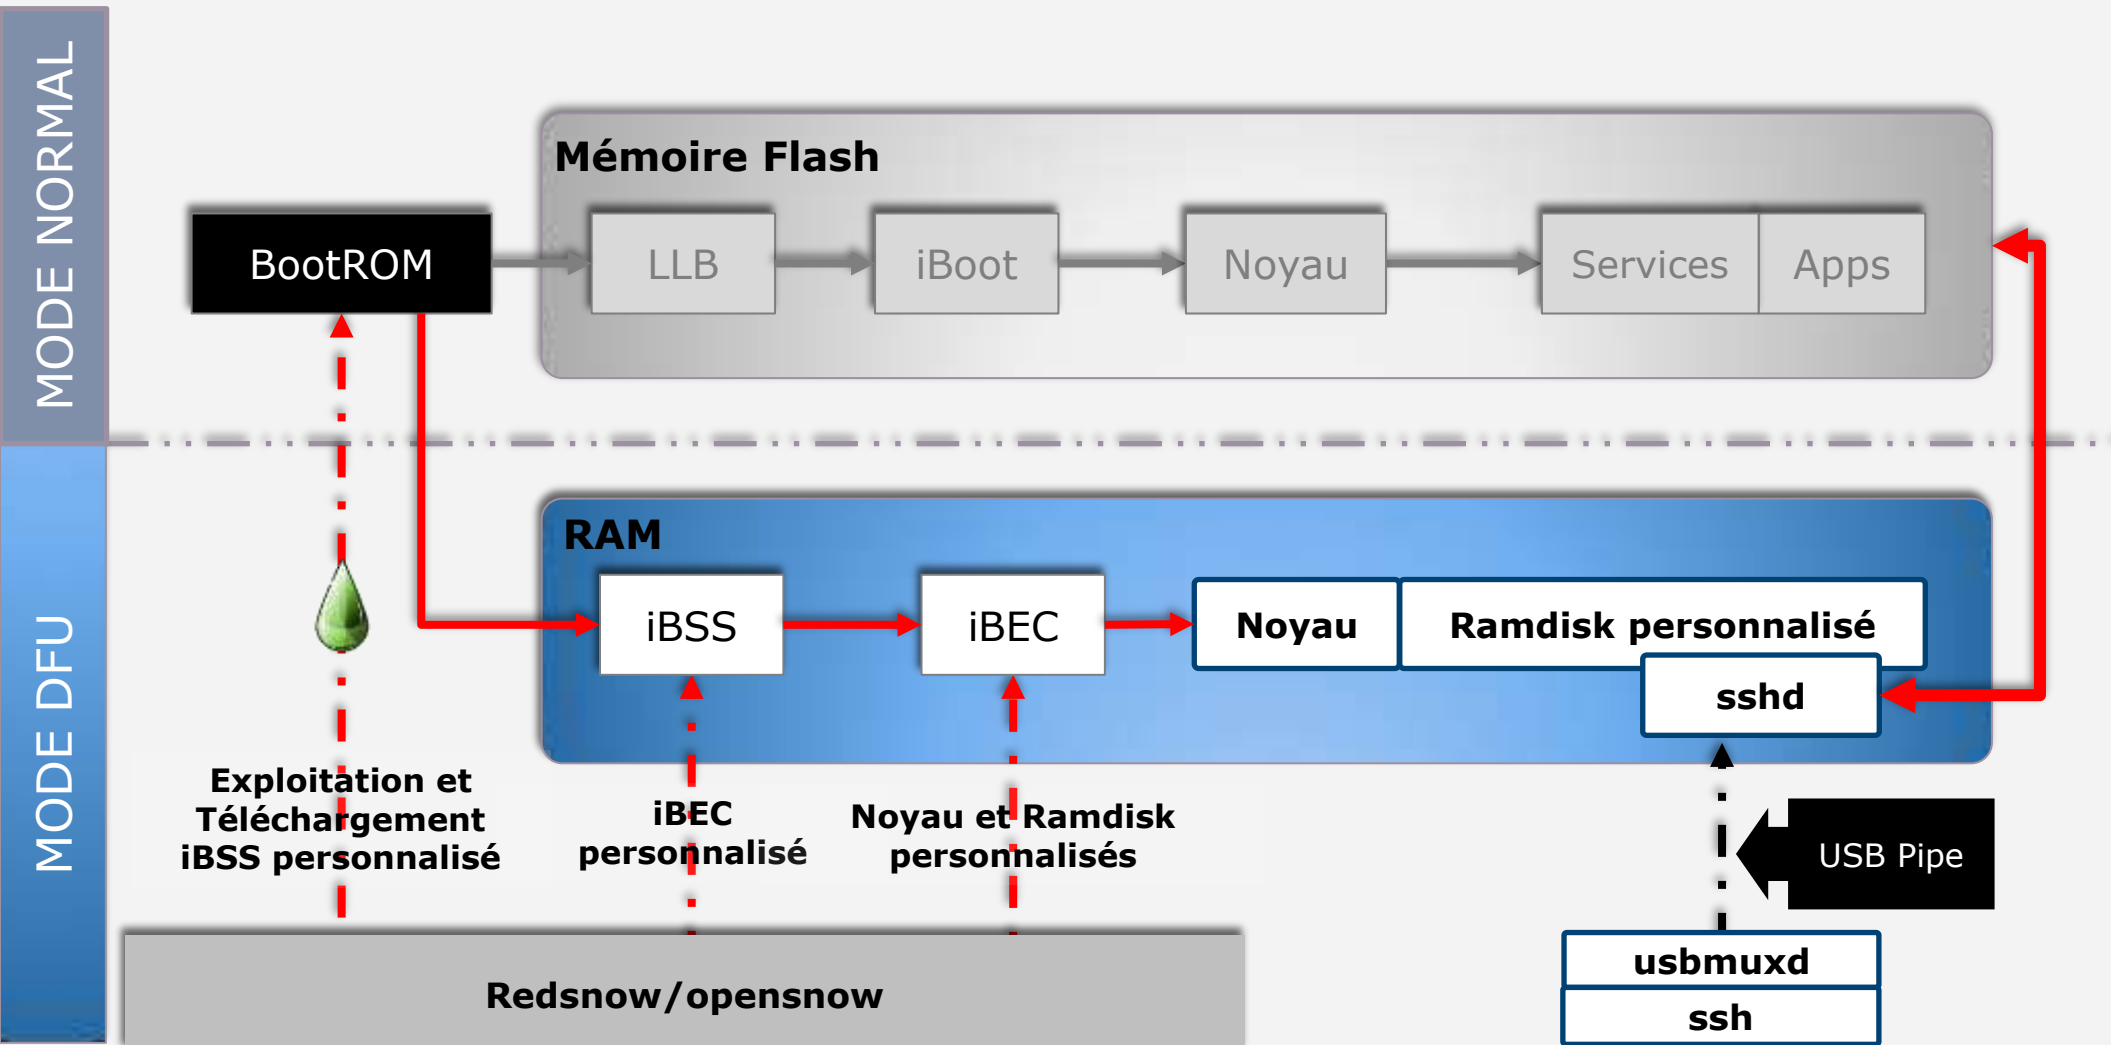 MODE NORMAL
Mémoire Flash
BootROM
LLB
iBoot
Noyau
Services
Apps
MODE DFU
RAM
iBSS
iBEC
Noyau
Ramdisk personnalisé
sshd
Exploitation et
Téléchargement
iBSS personnalisé
iBEC
personnalisé
Noyau et Ramdisk
personnalisés
USB Pipe
Redsnow/opensnow
usbmuxd
ssh